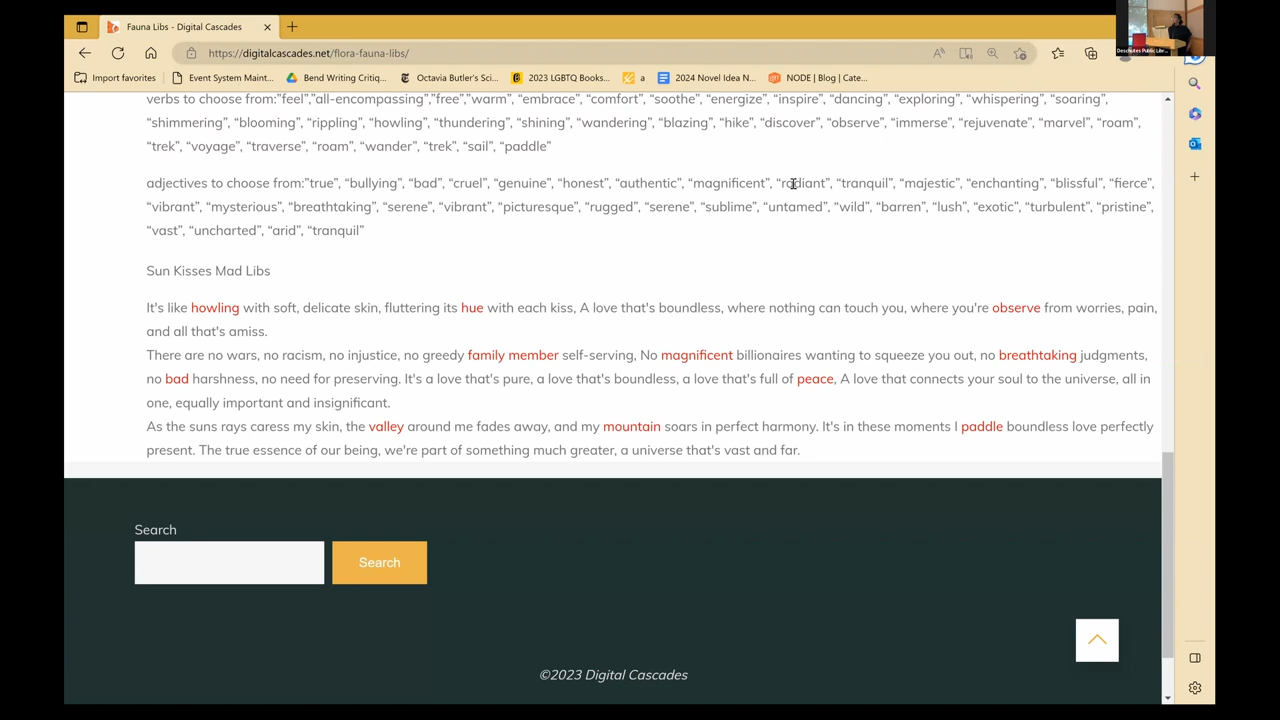 Fauna Libs - Digital Cascades
https://digitalcascades.net/flora-fauna-libs/
Deschutes Public Libr...
Import favorites
Event System Maint...
Bend Writing Critiq...
Octavia Butler's Sci...
2023 LGBTQ Books...
a
2024 Novel Idea N...
NODE | Blog | Cate...
verbs to choose from:"feel","all-encompassing","free","warm", “embrace”, “comfort”, “soothe”, “energize”, “inspire”, “dancing”, “exploring”, “whispering”, “soaring”,
“shimmering”, “blooming”, “rippling”, “howling”, “thundering”, “shining”, “wandering”, “blazing”, “hike”, “discover”, “observe”, “immerse”, “rejuvenate”, “marvel”, “roam”,
“trek”, “voyage”, “traverse”, “roam”, “wander”, “trek”, “sail”, “paddle”
adjectives to choose from:”true”, “bullying”, “bad”, “cruel”, “genuine”, “honest”, “authentic”, “magnificent”, “radiant”, “tranquil”, “majestic”, “enchanting”, “blissful”, “fierce”,
“vibrant”, “mysterious”, “breathtaking”, “serene”, “vibrant”, “picturesque”, “rugged”, “serene”, “sublime”, “untamed”, “wild”, “barren”, “lush”, “exotic”, “turbulent”, “pristine”,
“vast”, “uncharted”, “arid”, “tranquil”
Sun Kisses Mad Libs
It's like howling with soft, delicate skin, fluttering its hue with each kiss, A love that's boundless, where nothing can touch you, where you're observe from worries, pain,
and all that's amiss.
There are no wars, no racism, no injustice, no greedy family member self-serving, No magnificent billionaires wanting to squeeze you out, no breathtaking judgments,
no bad harshness, no need for preserving. It's a love that's pure, a love that's boundless, a love that's full of peace, A love that connects your soul to the universe, all in
one, equally important and insignificant.
As the suns rays caress my skin, the valley around me fades away, and my mountain soars in perfect harmony. It's in these moments I paddle boundless love perfectly
present. The true essence of our being, we're part of something much greater, a universe that's vast and far.
Search
Search
©2023 Digital Cascades